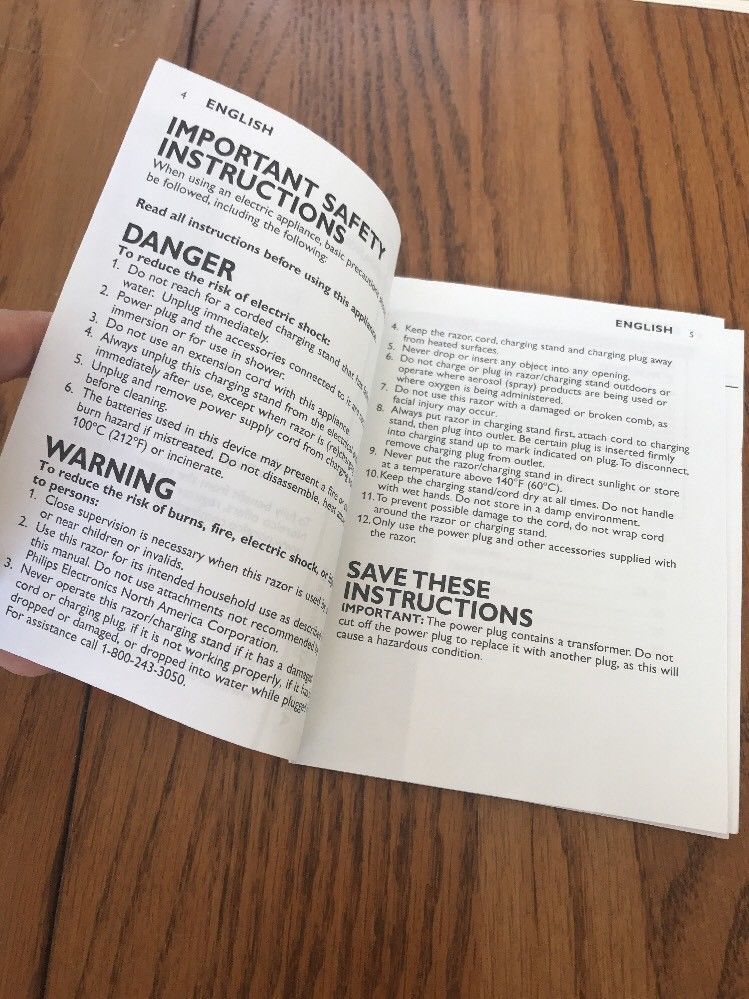 4 ENGLISH
IMPORTANT SAFETY
INSTRUCTIONS
When using an electric appliance, basic precautions
be followed, including the following:
Read all instructions before using this appliance.
DANGER
To reduce the risk of electric shock:
1. Do not reach for a corded charging stand that has
water. Unplug immediately.
2. Power plug and the accessories connected to it are
immersion or for use in shower.
3. Do not use an extension cord with this appliance.
4. Always unplug this charging stand from the electrical
immediately after use, except when razor is (re)charging
5. Unplug and remove power supply cord from charging
before cleaning.
6. The batteries used in this device may present a fire or
burn hazard if mistreated. Do not disassemble, heat above
100°C (212°F) or incinerate.
WARNING
To reduce the risk of burns, fire, electric shock, or
to persons:
1. Close supervision is necessary when this razor is used by,
or near children or invalids.
2. Use this razor for its intended household use as described
this manual. Do not use attachments not recommended
Philips Electronics North America Corporation.
3. Never operate this razor/charging stand if it has a damaged
cord or charging plug, if it is not working properly, if it has
dropped or damaged, or dropped into water while plugged
For assistance call 1-800-243-3050.
ENGLISH 5
4. Keep the razor, cord, charging stand and charging plug away
from heated surfaces.
5. Never drop or insert any object into any opening.
6. Do not charge or plug in razor/charging stand outdoors or
operate where aerosol (spray) products are being used or
where oxygen is being administered.
7. Do not use this razor with a damaged or broken comb, as
facial injury may occur.
8. Always put razor in charging stand first, attach cord to charging
stand, then plug into outlet. Be certain plug is inserted firmly
into charging stand up to mark indicated on plug. To disconnect,
remove charging plug from outlet.
9. Never put the razor/charging stand in direct sunlight or store
at a temperature above 140°F (60°C).
10. Keep the charging stand/cord dry at all times. Do not handle
with wet hands. Do not store in a damp environment.
11. To prevent possible damage to the cord, do not wrap cord
around the razor or charging stand.
12. Only use the power plug and other accessories supplied with
the razor.
SAVE THESE
INSTRUCTIONS
IMPORTANT: The power plug contains a transformer. Do not
cut off the power plug to replace it with another plug, as this will
cause a hazardous condition.